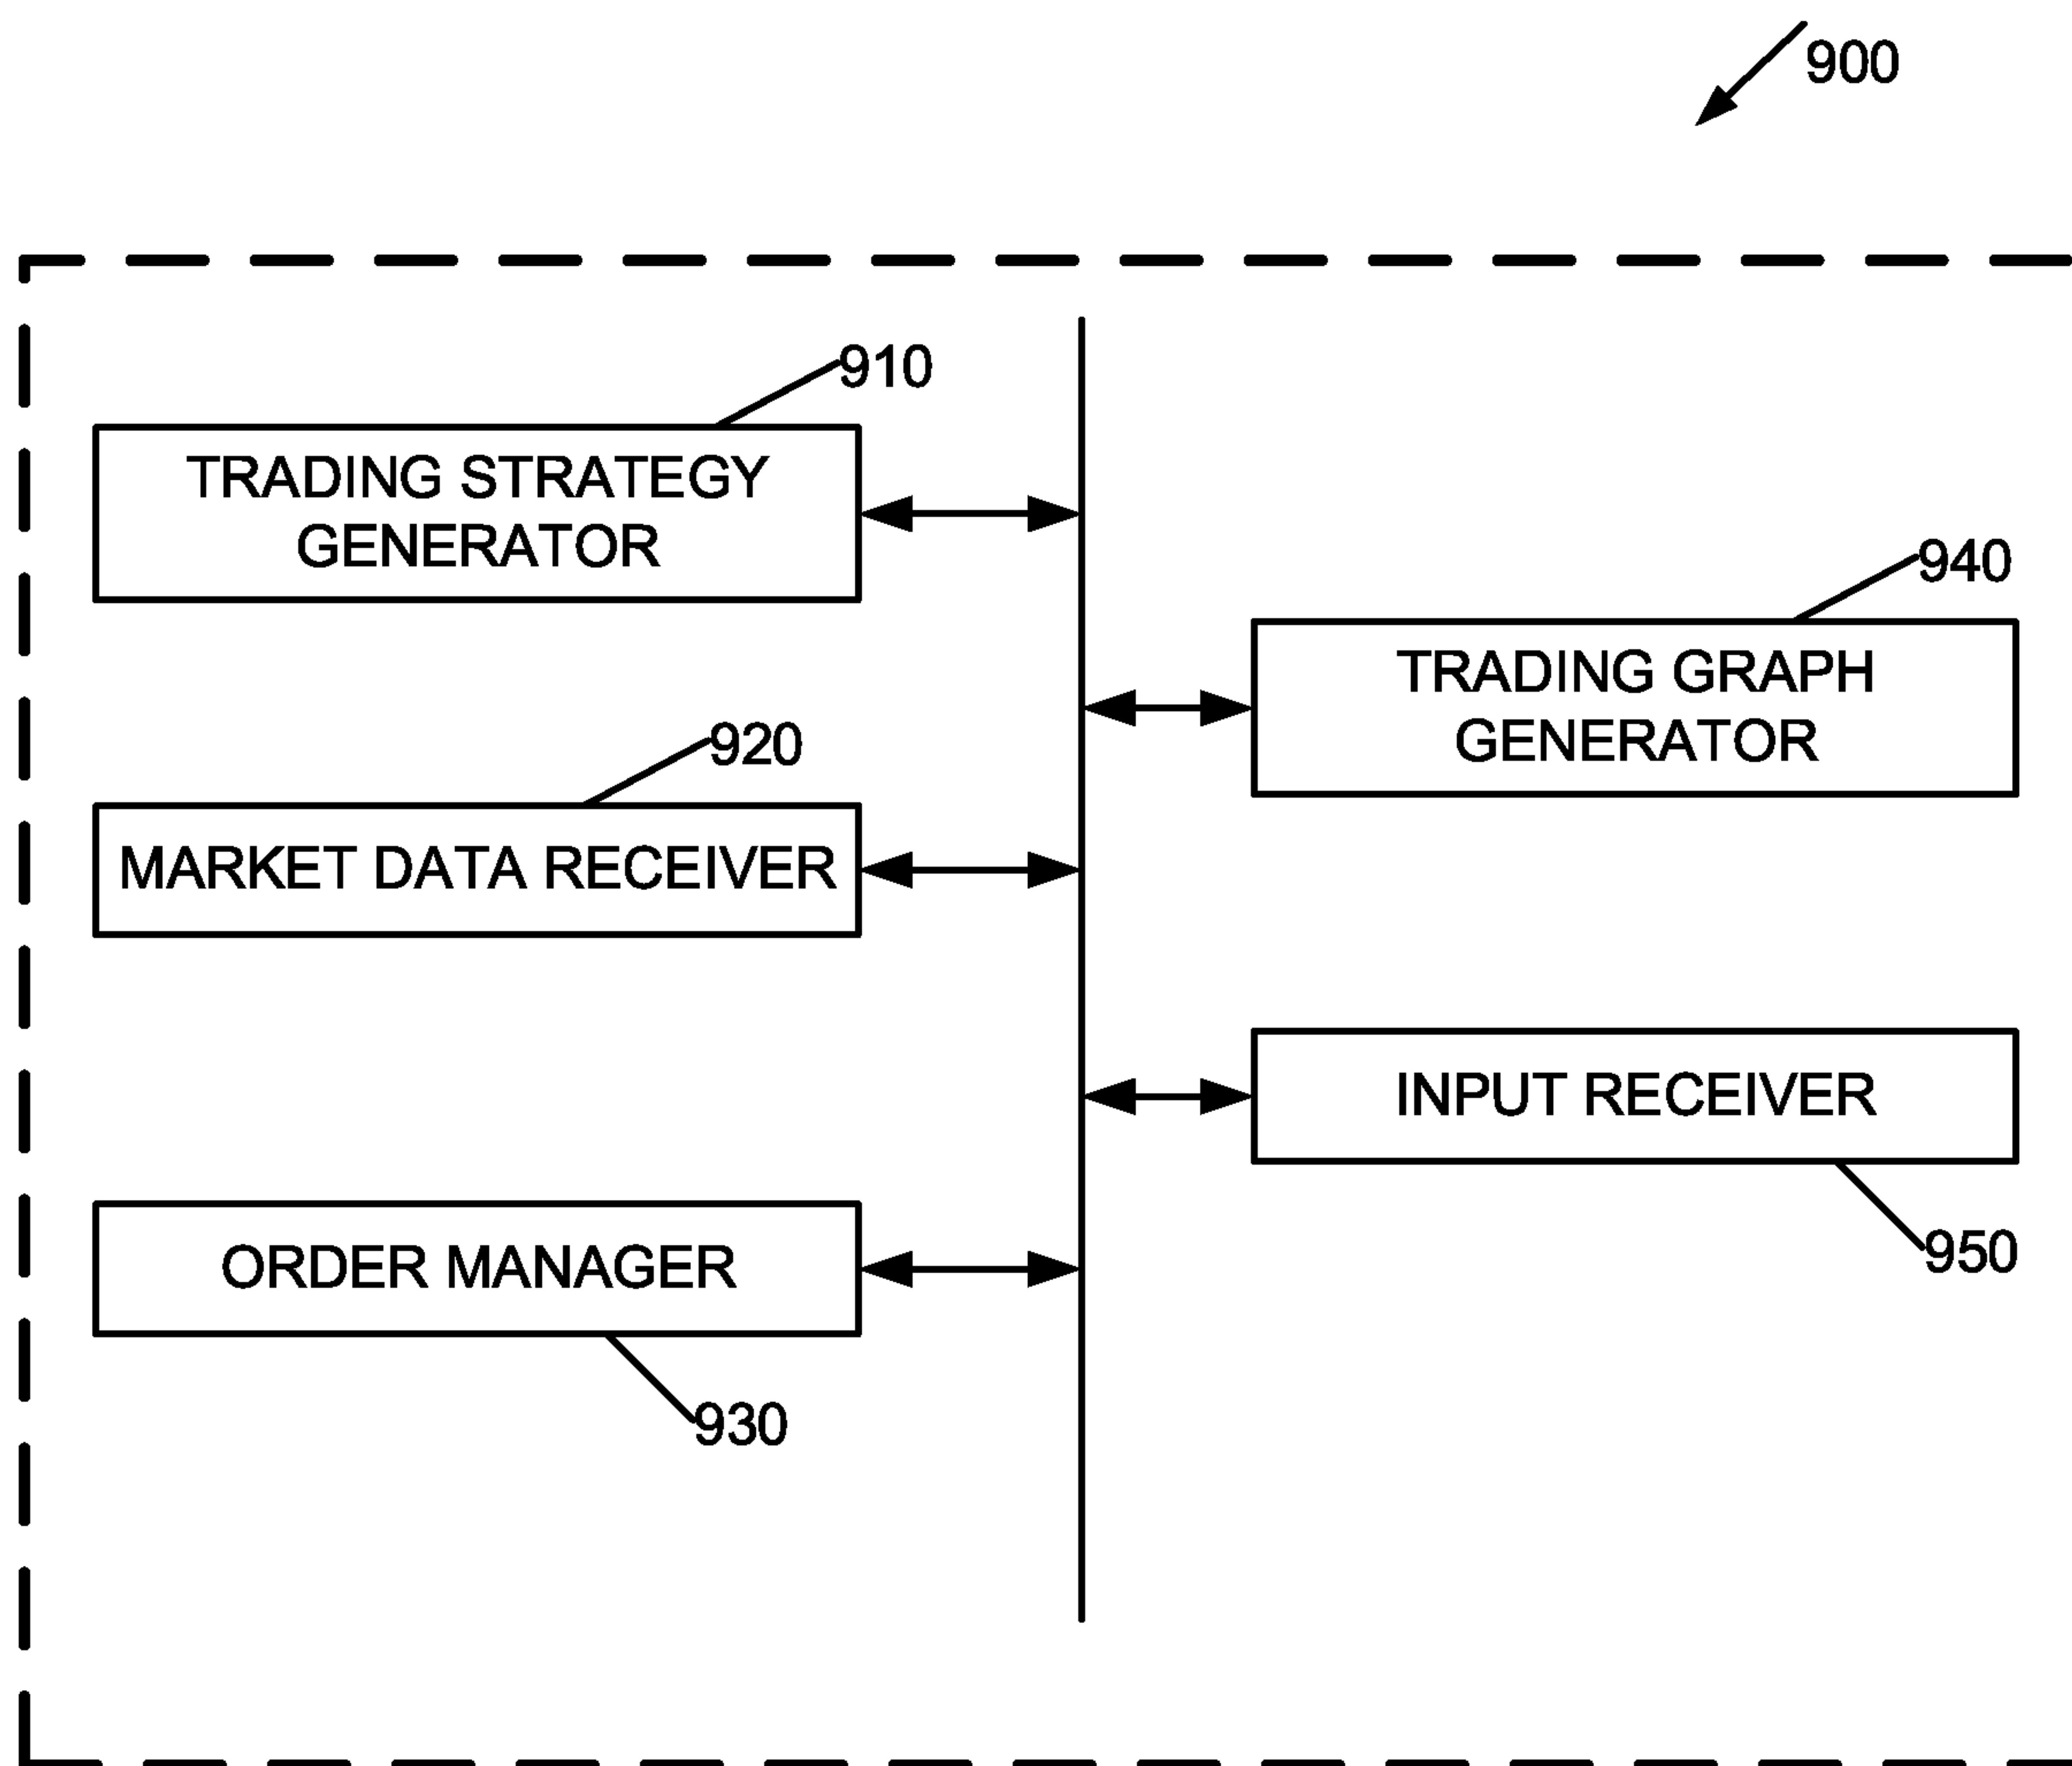 900
910
TRADING STRATEGY
GENERATOR
940
TRADING GRAPH
GENERATOR
920
MARKET DATA RECEIVER
INPUT RECEIVER
950
ORDER MANAGER
930